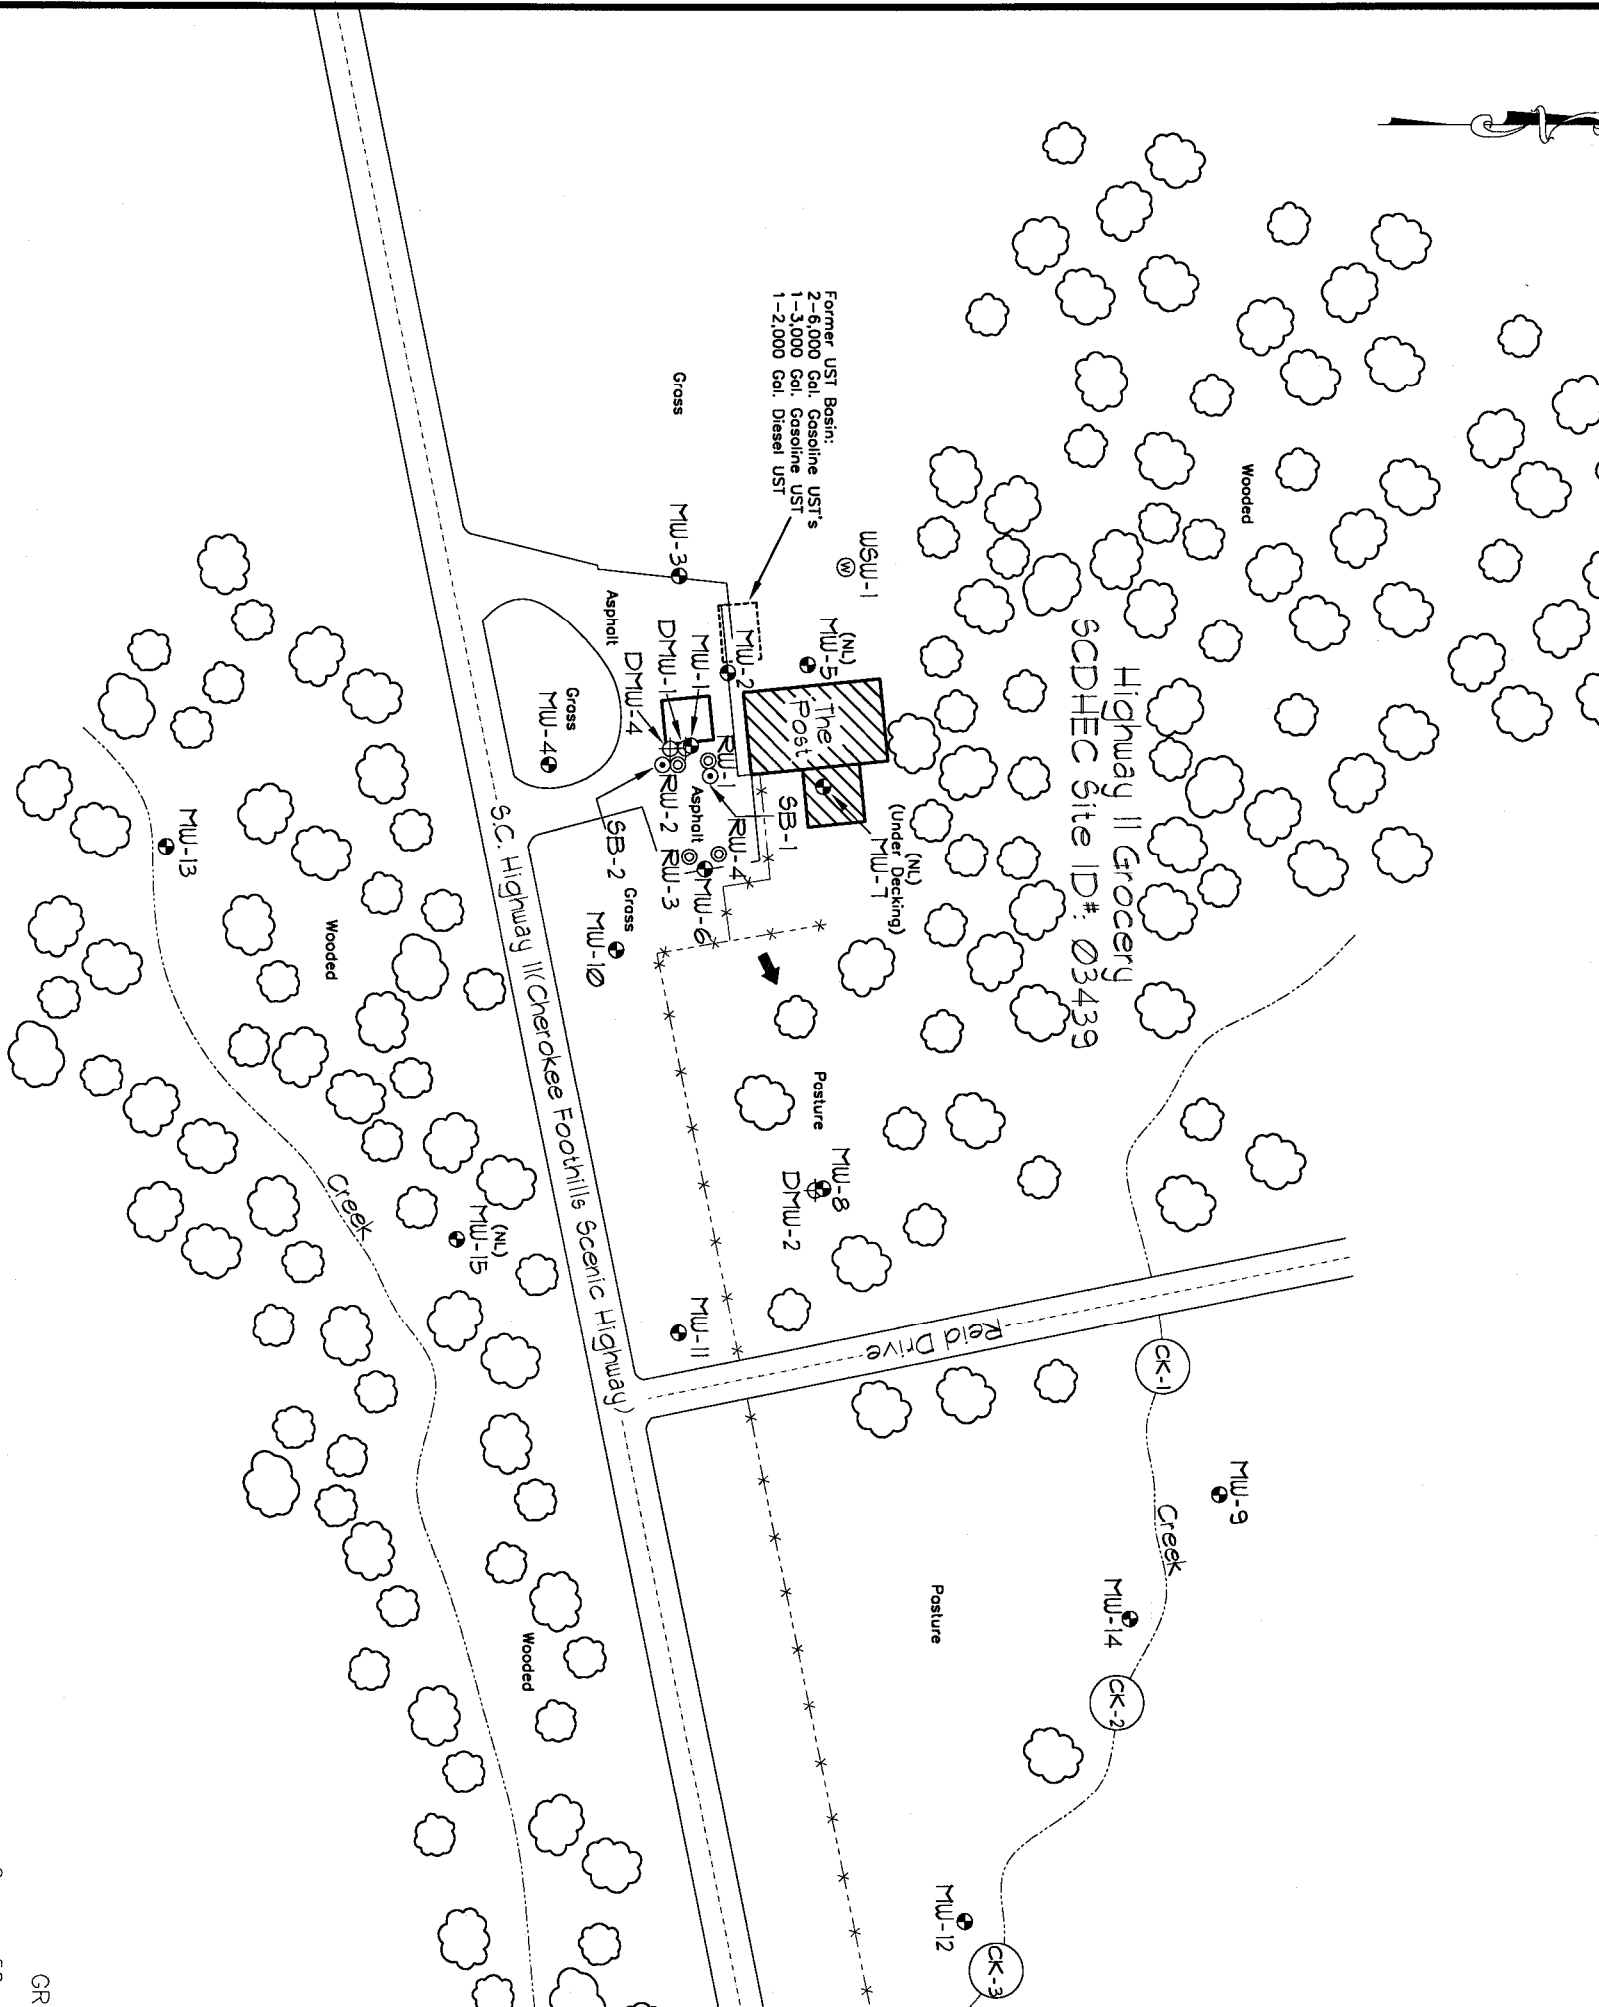 Highway 11 Grocery
SCDHEC Site ID#: 03439
Wooded
Former UST Basin:
2-6,000 Gal. Gasoline UST's
1-3,000 Gal. Gasoline UST
1-2,000 Gal. Diesel UST
Grass
WSW-1
W
MW-3
(NL)
MW-5
MW-2
MW-1
DMW-1
DMW-4
Asphalt
The
Post
Grass
MW-4
RW-1
RW-2
Asphalt
SB-1
RW-4
(NL)
(Under Decking)
MW-7
SB-2
RW-3
MW-6
Grass
MW-10
MW-13
Wooded
S.C. Highway 11(Cherokee Foothills Scenic Highway)
Pasture
MW-8
DMW-2
Creek
(NL)
MW-15
MW-11
Reid Drive
CK-1
MW-9
Creek
MW-14
Pasture
CK-2
Wooded
MW-12
CK-3
GR